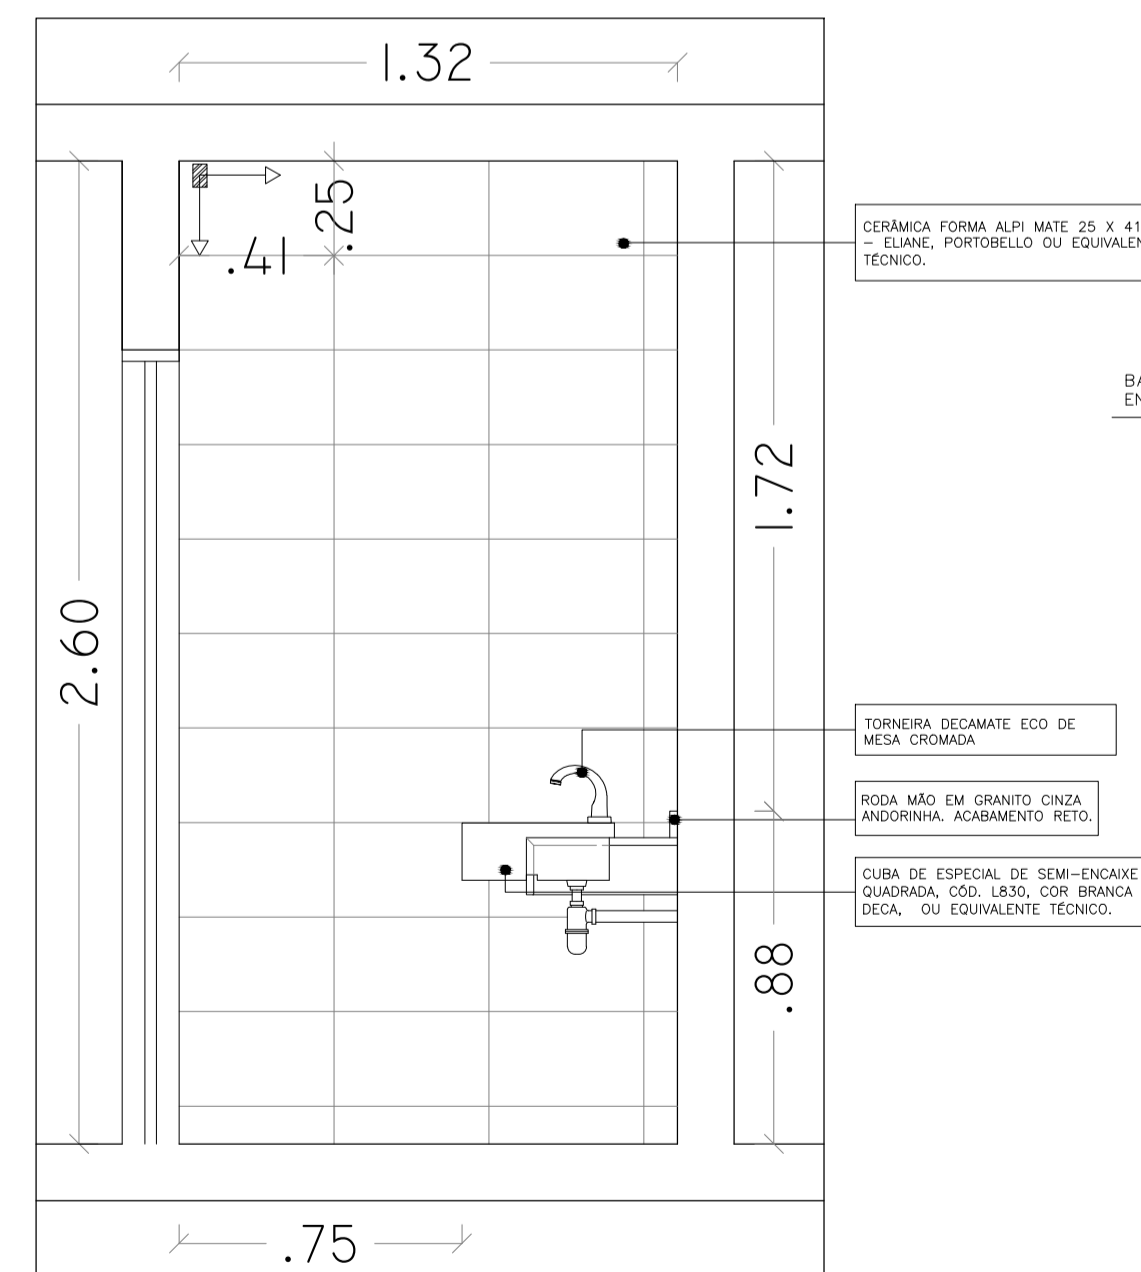 1.32
.25
.41
CERÂMICA FORMA ALPI MATE 25 X 41
– ELIANE, PORTOBELLO OU
TÉCNICO.
1.72
2.60
TORNEIRA DECAMATE ECO DE
MESA CROMADA
RODA MÃO EM GRANITO CINZA
ANDORINHA. ACABAMENTO RETO.
CUBA DE ESPECIAL DE SEMI–ENCAIXE
QUADRADA, CÓD. L830, COR BRANCA
DECA, OU EQUIVALENTE TÉCNICO.
.88
.75